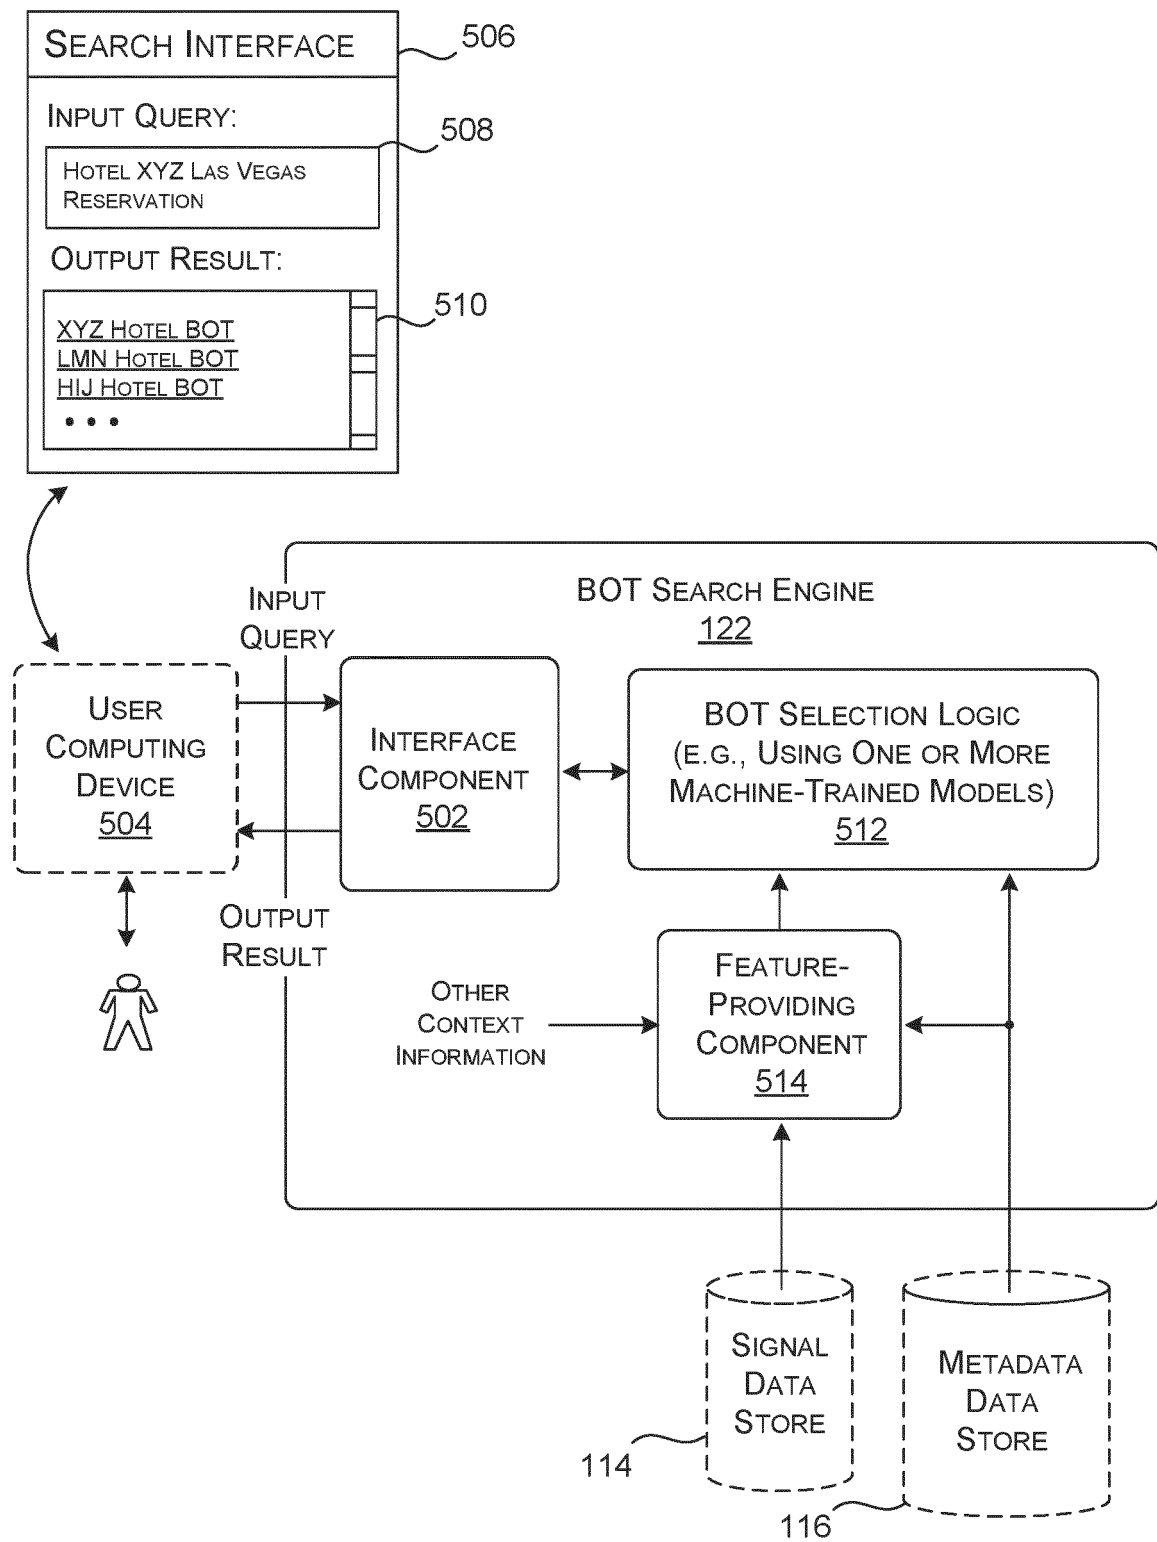 SEARCH INTERFACE
506
INPUT QUERY:
508
HOTEL XYZ LAS VEGAS
RESERVATION
OUTPUT RESULT:
510
XYZ HOTEL BOT
LMN HOTEL BOT
HIJ HOTEL BOT
• • •
BOT SEARCH ENGINE
122
INPUT
QUERY
USER
COMPUTING
DEVICE
504
INTERFACE
COMPONENT
502
BOT SELECTION LOGIC
(E.G., USING ONE OR MORE
MACHINE-TRAINED MODELS)
512
OUTPUT
RESULT
OTHER
CONTEXT
INFORMATION
FEATURE-
PROVIDING
COMPONENT
514
SIGNAL
DATA
STORE
114
METADATA
DATA
STORE
116